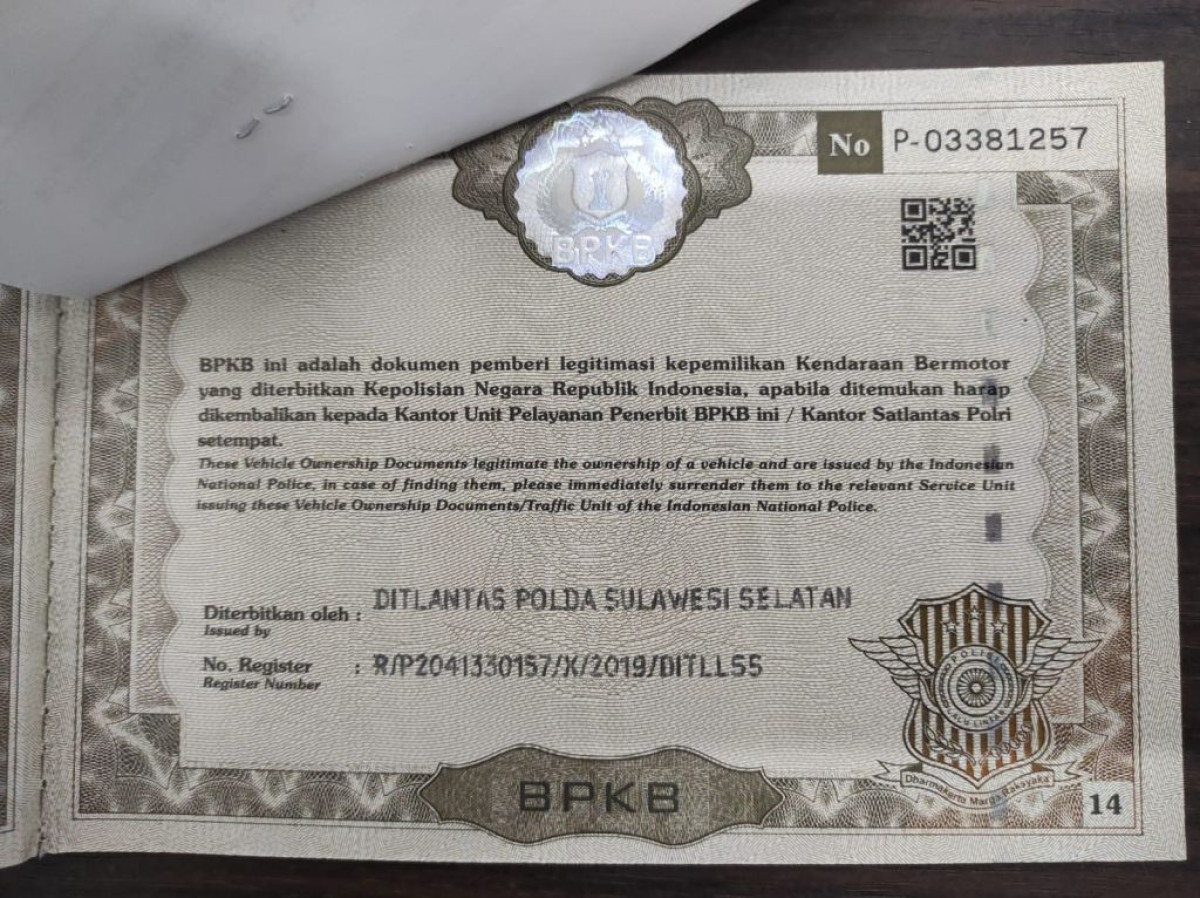 No P-03381257
BPKB
BPKB ini adalah dokumen pemberi legitimasi kepemilikan Kendaraan Bermotor
yang diterbitkan Kepolisian Negara Republik Indonesia, apabila ditemukan harap
dikembalikan kepada Kantor Unit Pelayanan Penerbit BPKB ini / Kantor Satlantas Polri
setempat.
These Vehicle Ownership Documents legitimate the ownership of a vehicle and are issued by the Indonesian
National Police, in case of finding them, please immediately surrender them to the relevant Service Unit
issuing these Vehicle Ownership Documents/Traffic Unit of the Indonesian National Police.
Diterbitkan oleh : DITLANTAS POLDA SULAWESI SELATAN
Issued by
No. Register : R/P2041330157/X/2019/DITLLSS
Register Number
POLISI
LALU LINTAS
Dharmakerta Marga Raksyaka
BPKB
14